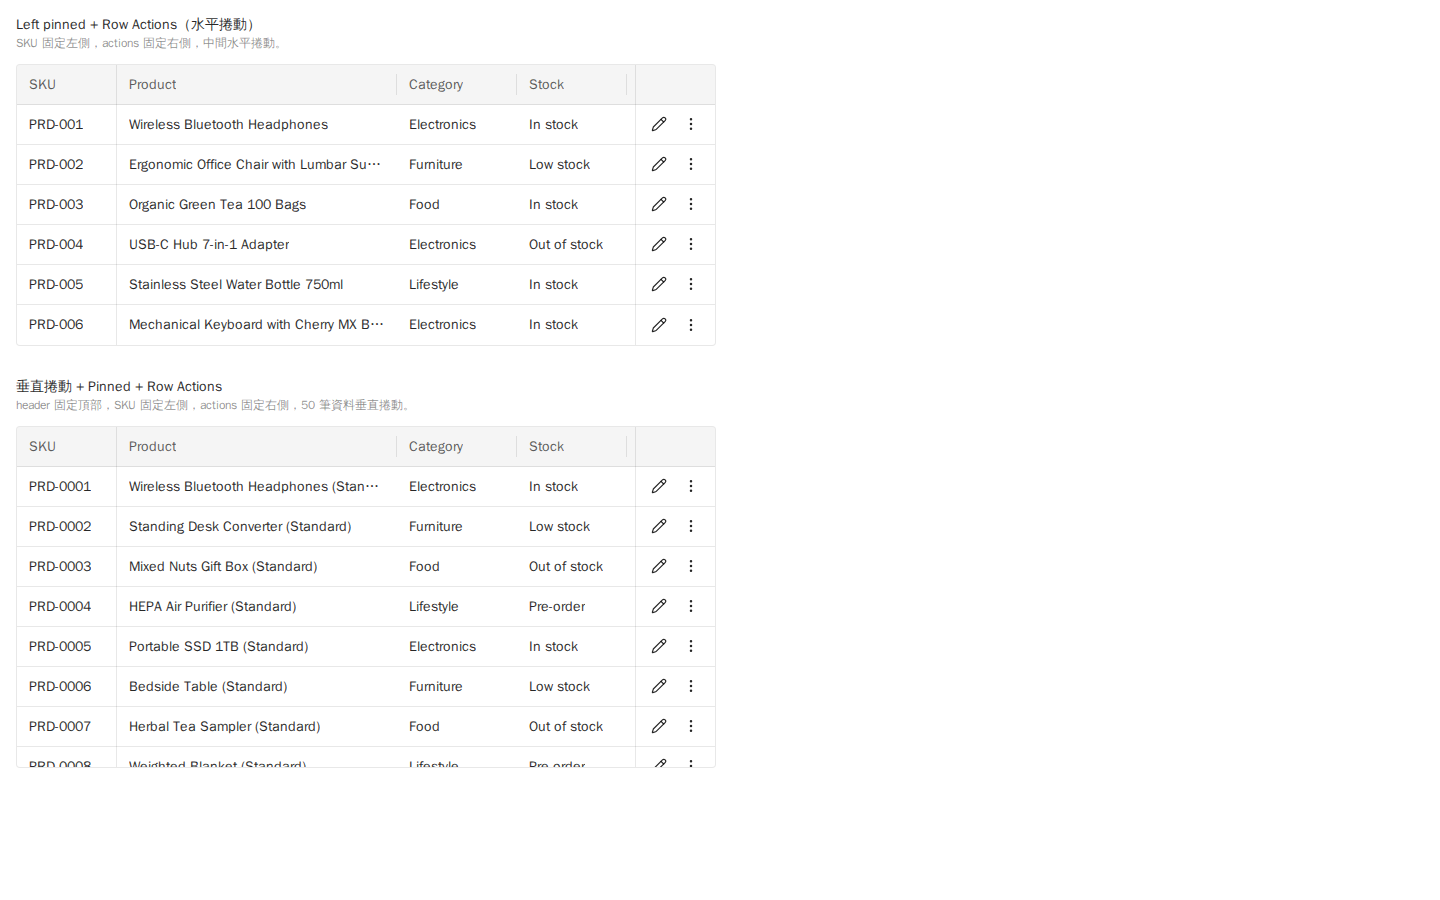 Left pinned + Row Actions（水平捲動）
SKU 固定左側，actions 固定右側，中間水平捲動。
SKU Product Category Stock
PRD-001 Wireless Bluetooth Headphones Electronics In stock
PRD-002 Ergonomic Office Chair with Lumbar Su… Furniture Low stock
PRD-003 Organic Green Tea 100 Bags Food In stock
PRD-004 USB-C Hub 7-in-1 Adapter Electronics Out of stock
PRD-005 Stainless Steel Water Bottle 750ml Lifestyle In stock
PRD-006 Mechanical Keyboard with Cherry MX B… Electronics In stock
垂直捲動 + Pinned + Row Actions
header 固定頂部，SKU 固定左側，actions 固定右側，50 筆資料垂直捲動。
SKU Product Category Stock
PRD-0001 Wireless Bluetooth Headphones (Stan… Electronics In stock
PRD-0002 Standing Desk Converter (Standard) Furniture Low stock
PRD-0003 Mixed Nuts Gift Box (Standard) Food Out of stock
PRD-0004 HEPA Air Purifier (Standard) Lifestyle Pre-order
PRD-0005 Portable SSD 1TB (Standard) Electronics In stock
PRD-0006 Bedside Table (Standard) Furniture Low stock
PRD-0007 Herbal Tea Sampler (Standard) Food Out of stock
PRD-0008 Weighted Blanket (Standard) Lifestyle Pre-order